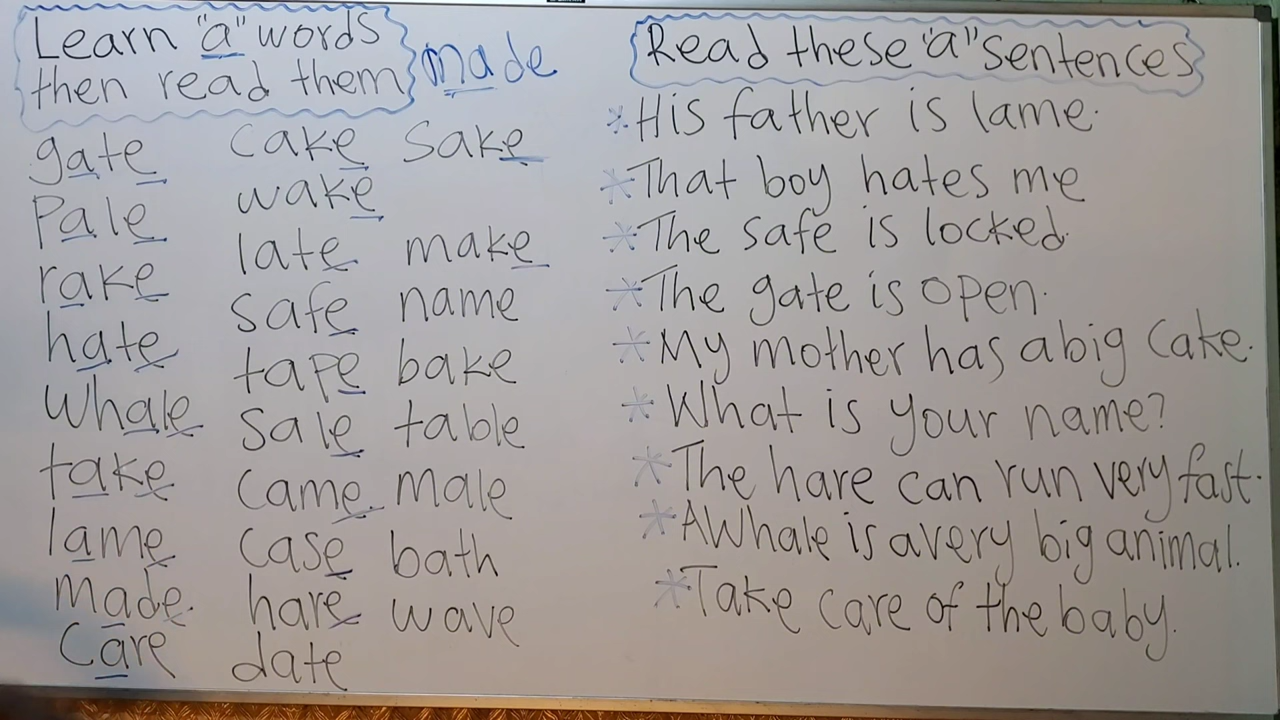 Learn "a" words
then read them
made
gate cake sake
Pale wake
rake late make
hate safe name
Whale tape bake
take sale table
lame came male
made. case bath
care hare wave
date
Read these "a" sentences
* His father is lame.
* That boy hates me
* The safe is locked.
* The gate is open.
* My mother has a big cake.
* What is your name?
* The hare can run very fast.
* A Whale is a very big animal.
* Take care of the baby.